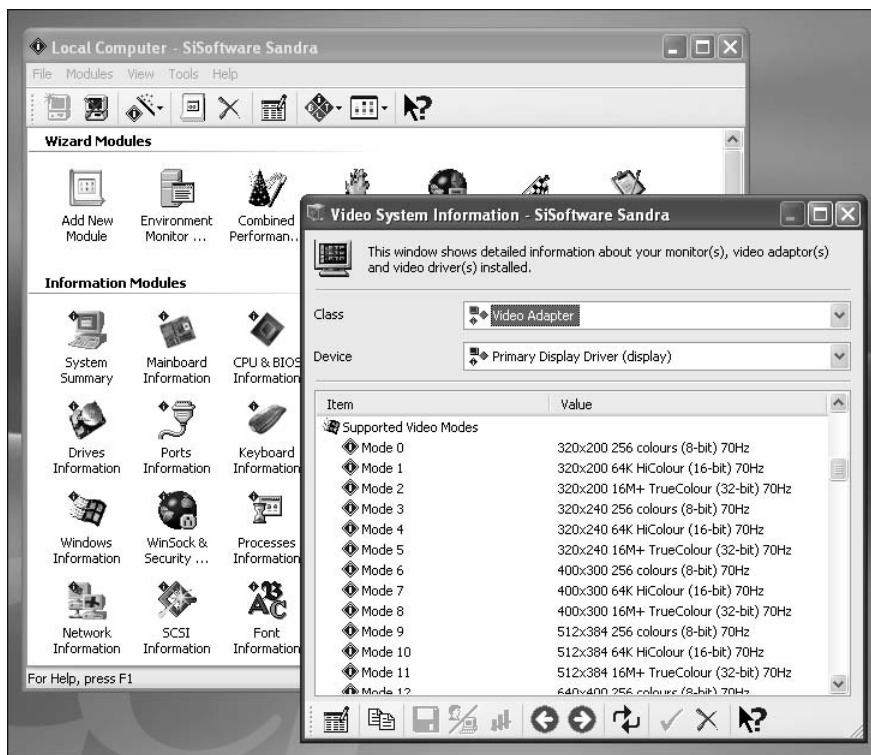 Local Computer - SiSoftware Sandra
File Modules View Tools Help
Wizard Modules
Add New Module
Environment Monitor ...
Combined Performan...
Information Modules
System Summary
Mainboard Information
CPU & BIOS Information
Drives Information
Ports Information
Keyboard Information
Windows Information
WinSock & Security ...
Processes Information
Network Information
SCSI Information
Font Information
For Help, press F1
Video System Information - SiSoftware Sandra
This window shows detailed information about your monitor(s), video adaptor(s)
and video driver(s) installed.
Class Video Adapter
Device Primary Display Driver (display)
Item Value
Supported Video Modes
Mode 0 320x200 256 colours (8-bit) 70Hz
Mode 1 320x200 64K HiColour (16-bit) 70Hz
Mode 2 320x200 16M+ TrueColour (32-bit) 70Hz
Mode 3 320x240 256 colours (8-bit) 70Hz
Mode 4 320x240 64K HiColour (16-bit) 70Hz
Mode 5 320x240 16M+ TrueColour (32-bit) 70Hz
Mode 6 400x300 256 colours (8-bit) 70Hz
Mode 7 400x300 64K HiColour (16-bit) 70Hz
Mode 8 400x300 16M+ TrueColour (32-bit) 70Hz
Mode 9 512x384 256 colours (8-bit) 70Hz
Mode 10 512x384 64K HiColour (16-bit) 70Hz
Mode 11 512x384 16M+ TrueColour (32-bit) 70Hz
Mode 12 640x400 256 colours (8-bit) 70Hz